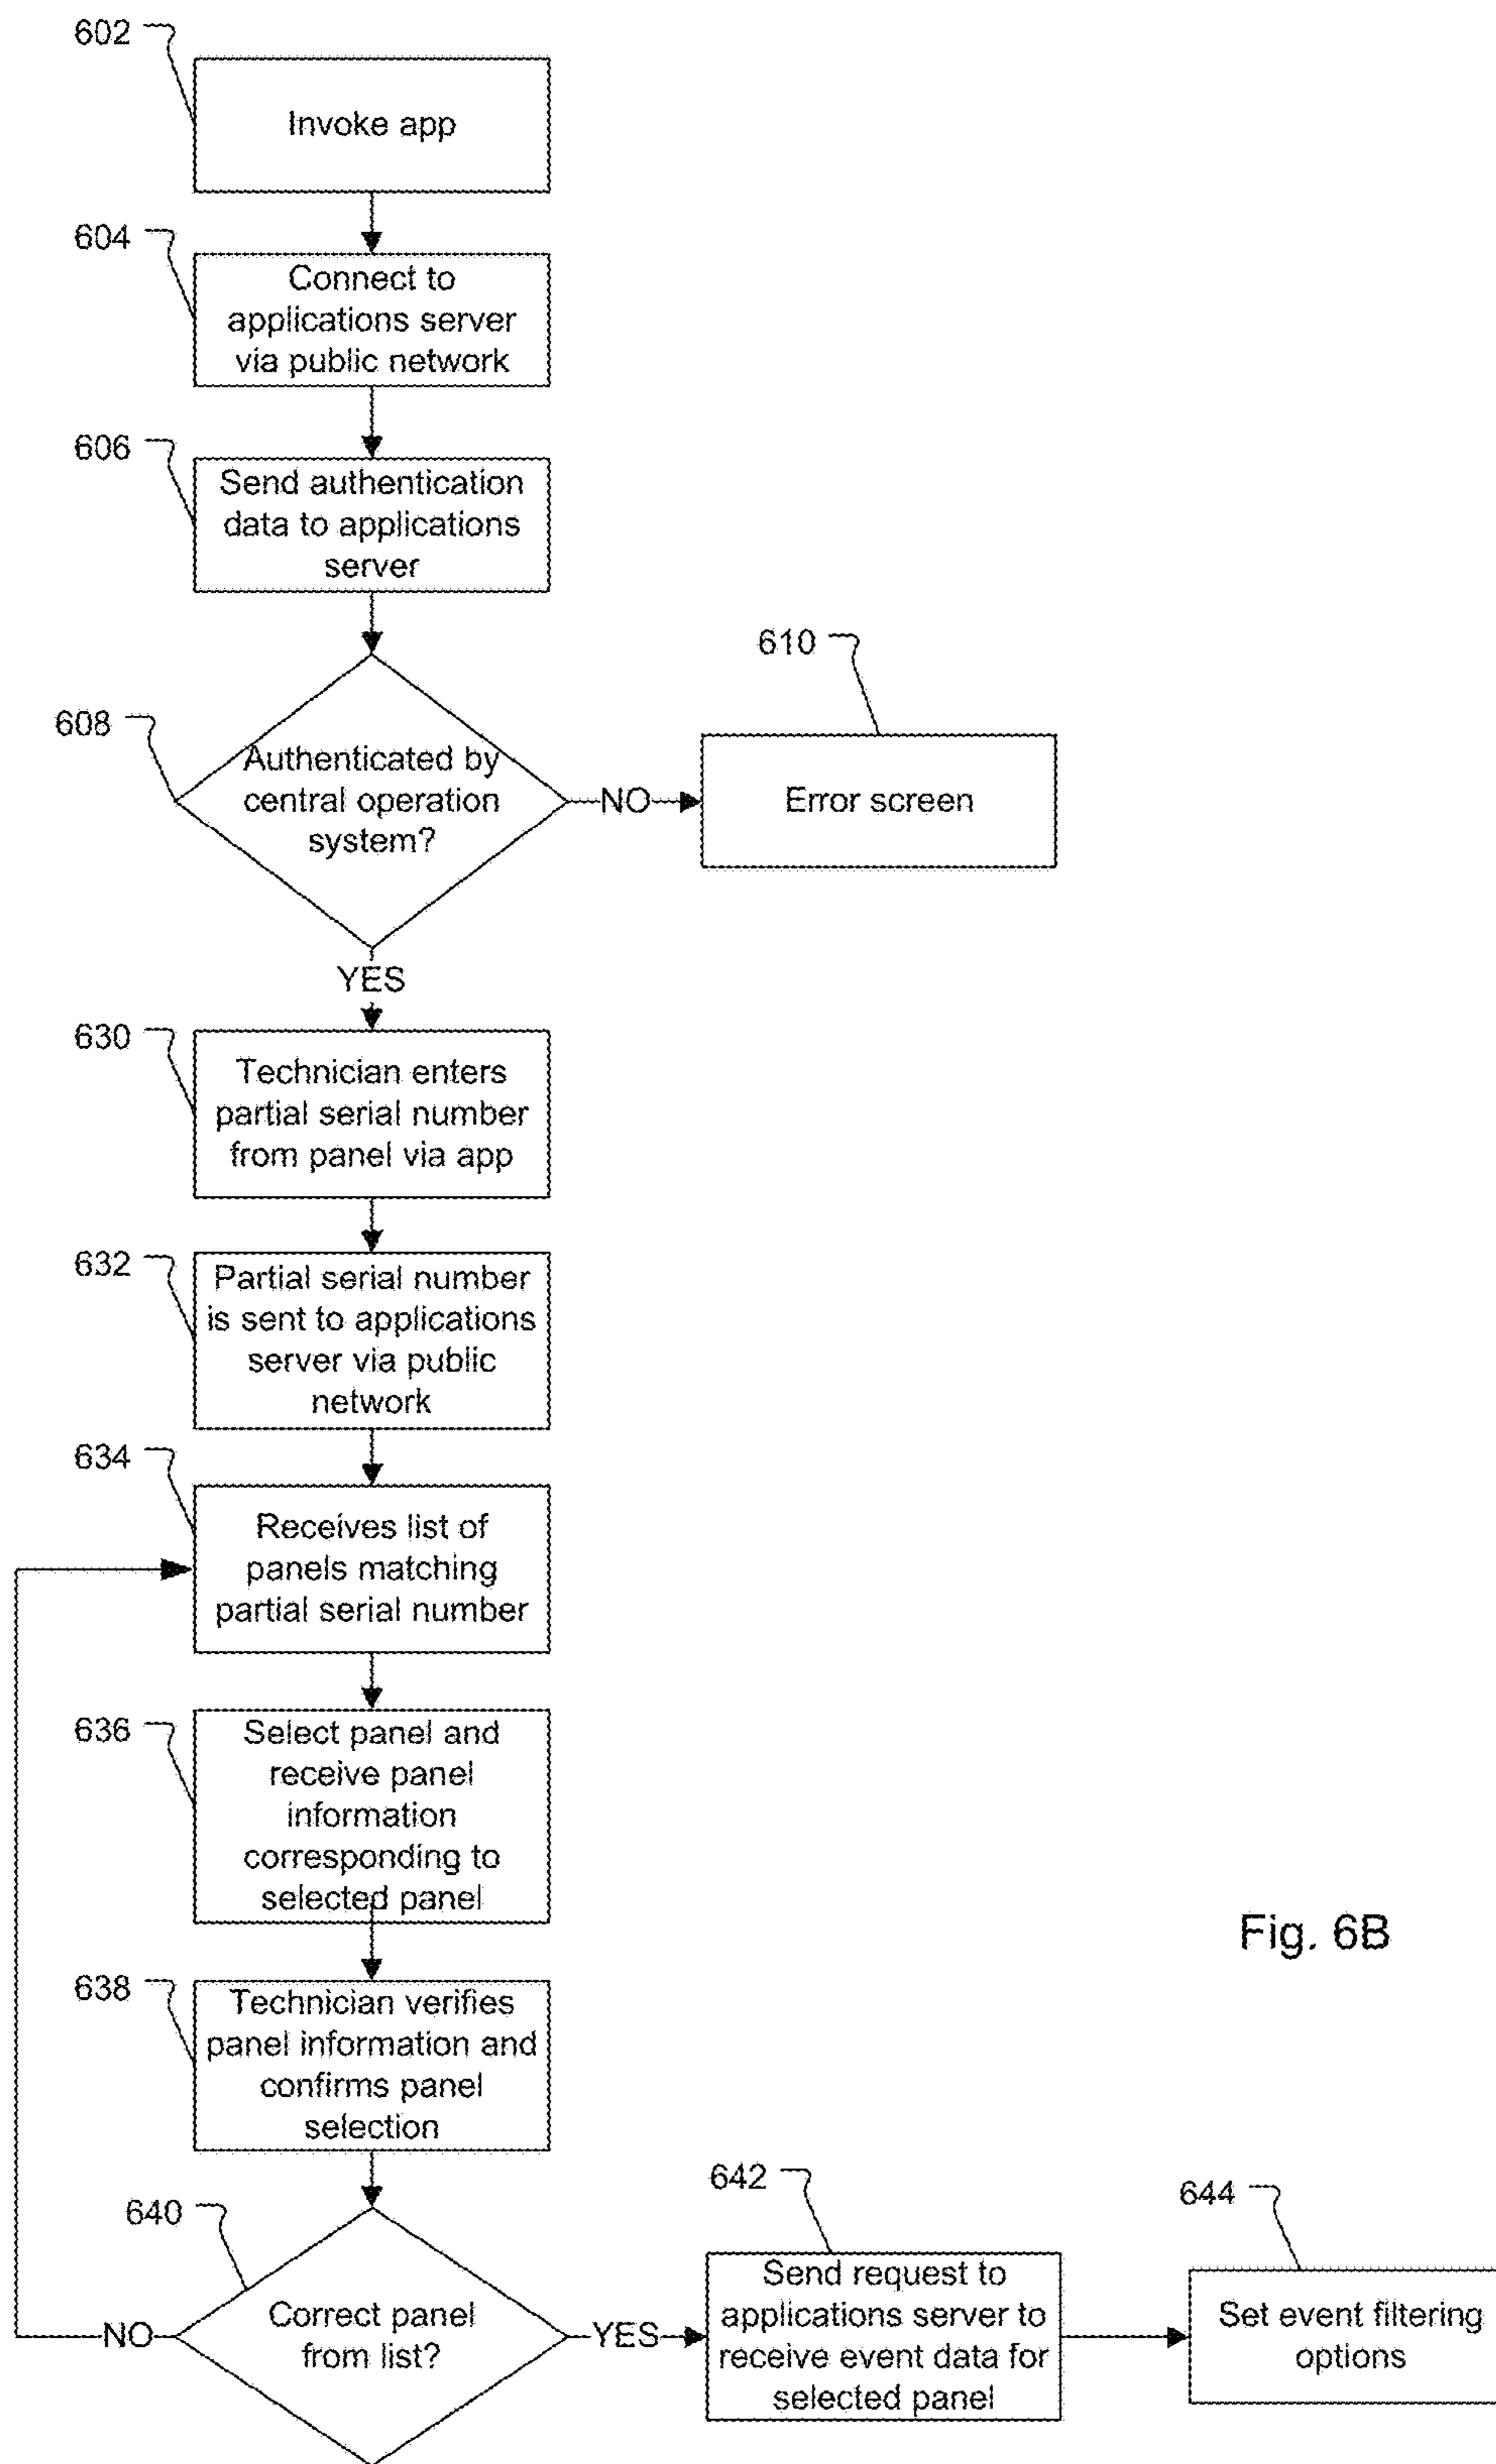 602
Invoke app
604
Connect to
applications server
via public network
606
Send authentication
data to applications
server
608
Authenticated by
central operation
system?
NO
610
Error screen
YES
630
Technician enters
partial serial number
from panel via app
632
Partial serial number
is sent to applications
server via public
network
634
Receives list of
panels matching
partial serial number
636
Select panel and
receive panel
information
corresponding to
selected panel
638
Technician verifies
panel information and
confirms panel
selection
640
Correct panel
from list?
NO
YES
642
Send request to
applications server to
receive event data for
selected panel
644
Set event filtering
options
Fig. 6B